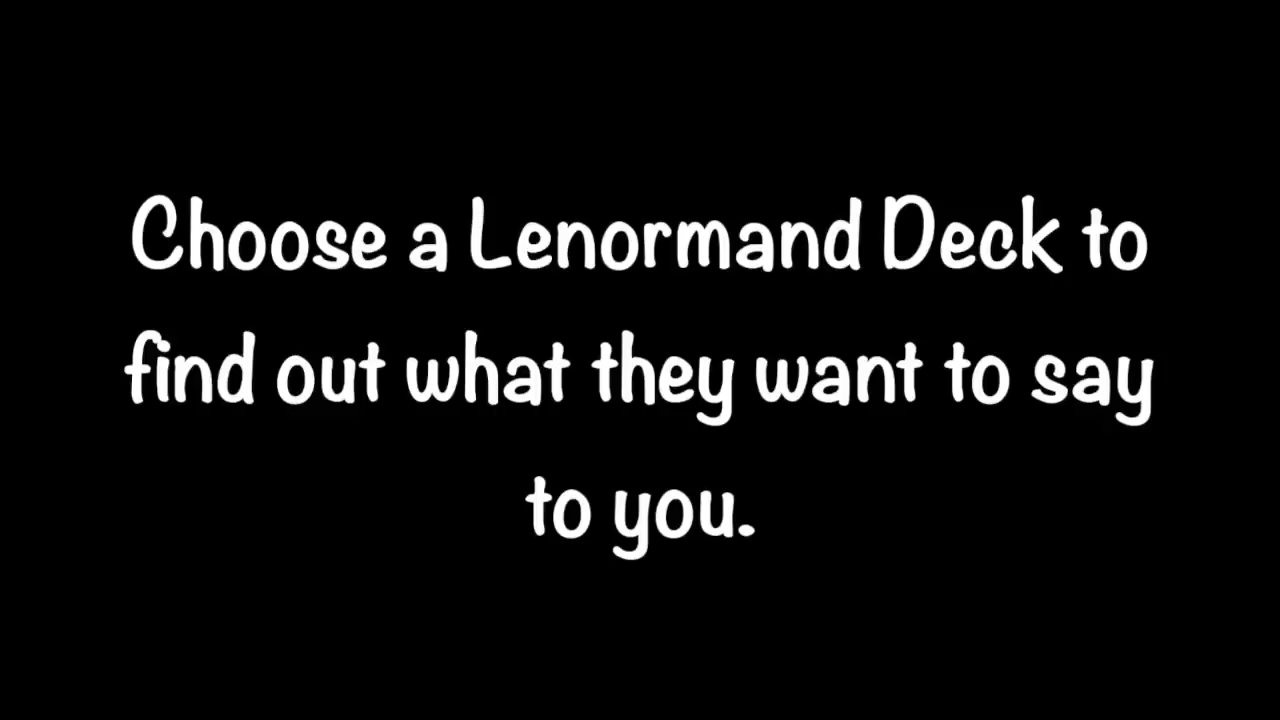 Choose a Lenormand Deck to
find out what they want to say
to you.